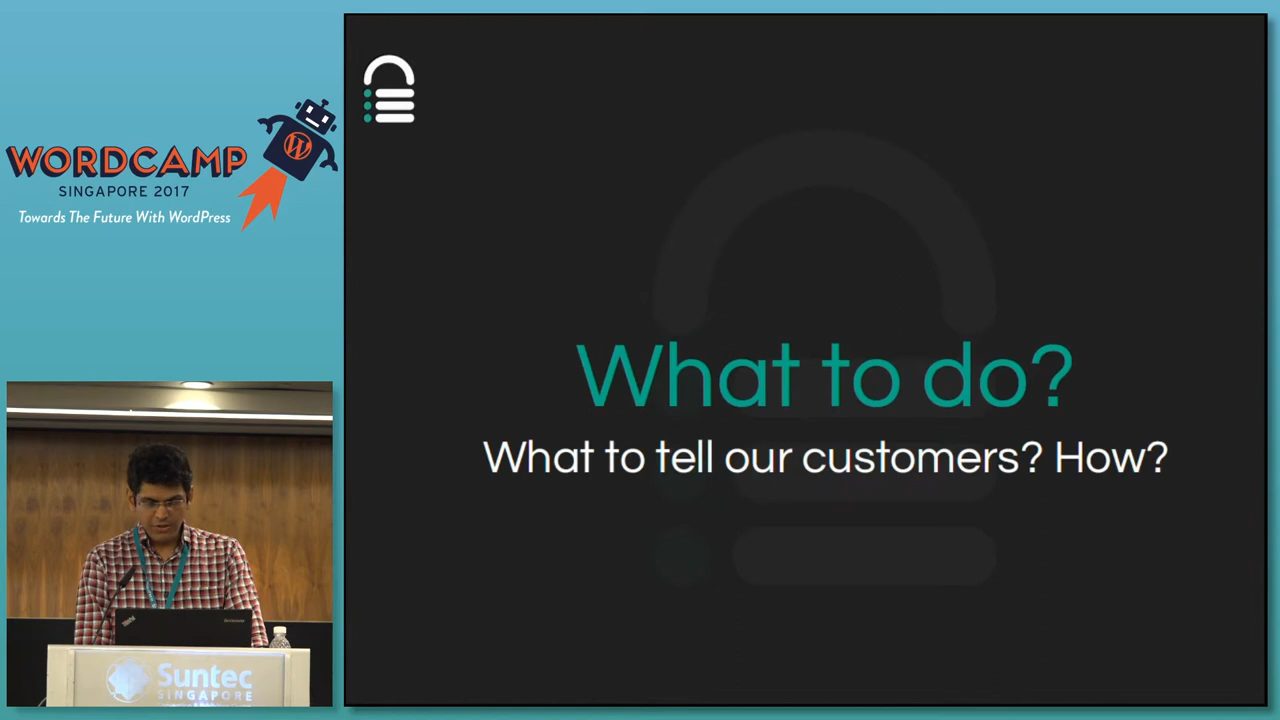 WORDCAMP
SINGAPORE 2017
Towards The Future With WordPress
What to do?
What to tell our customers? How?
ThinkPad
Suntec
SINGAPORE